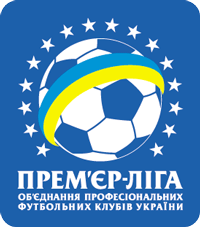 ПРЕМ'ЄР-ЛІГА
ОБ'ЄДНАННЯ ПРОФЕСІОНАЛЬНИХ
ФУТБОЛЬНИХ КЛУБІВ УКРАЇНИ